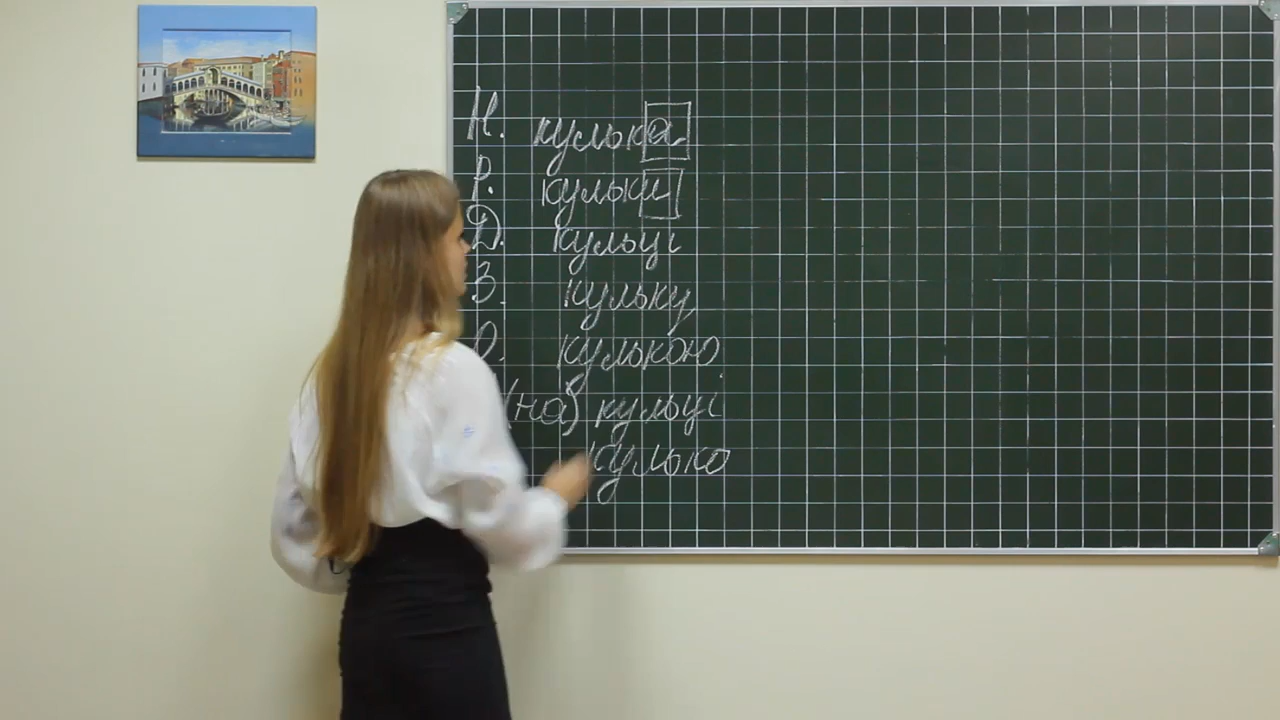 Н. кулька
Р. кульки
Д. кульці
З. кульку
О. кулькою
(на) кульці
кулько